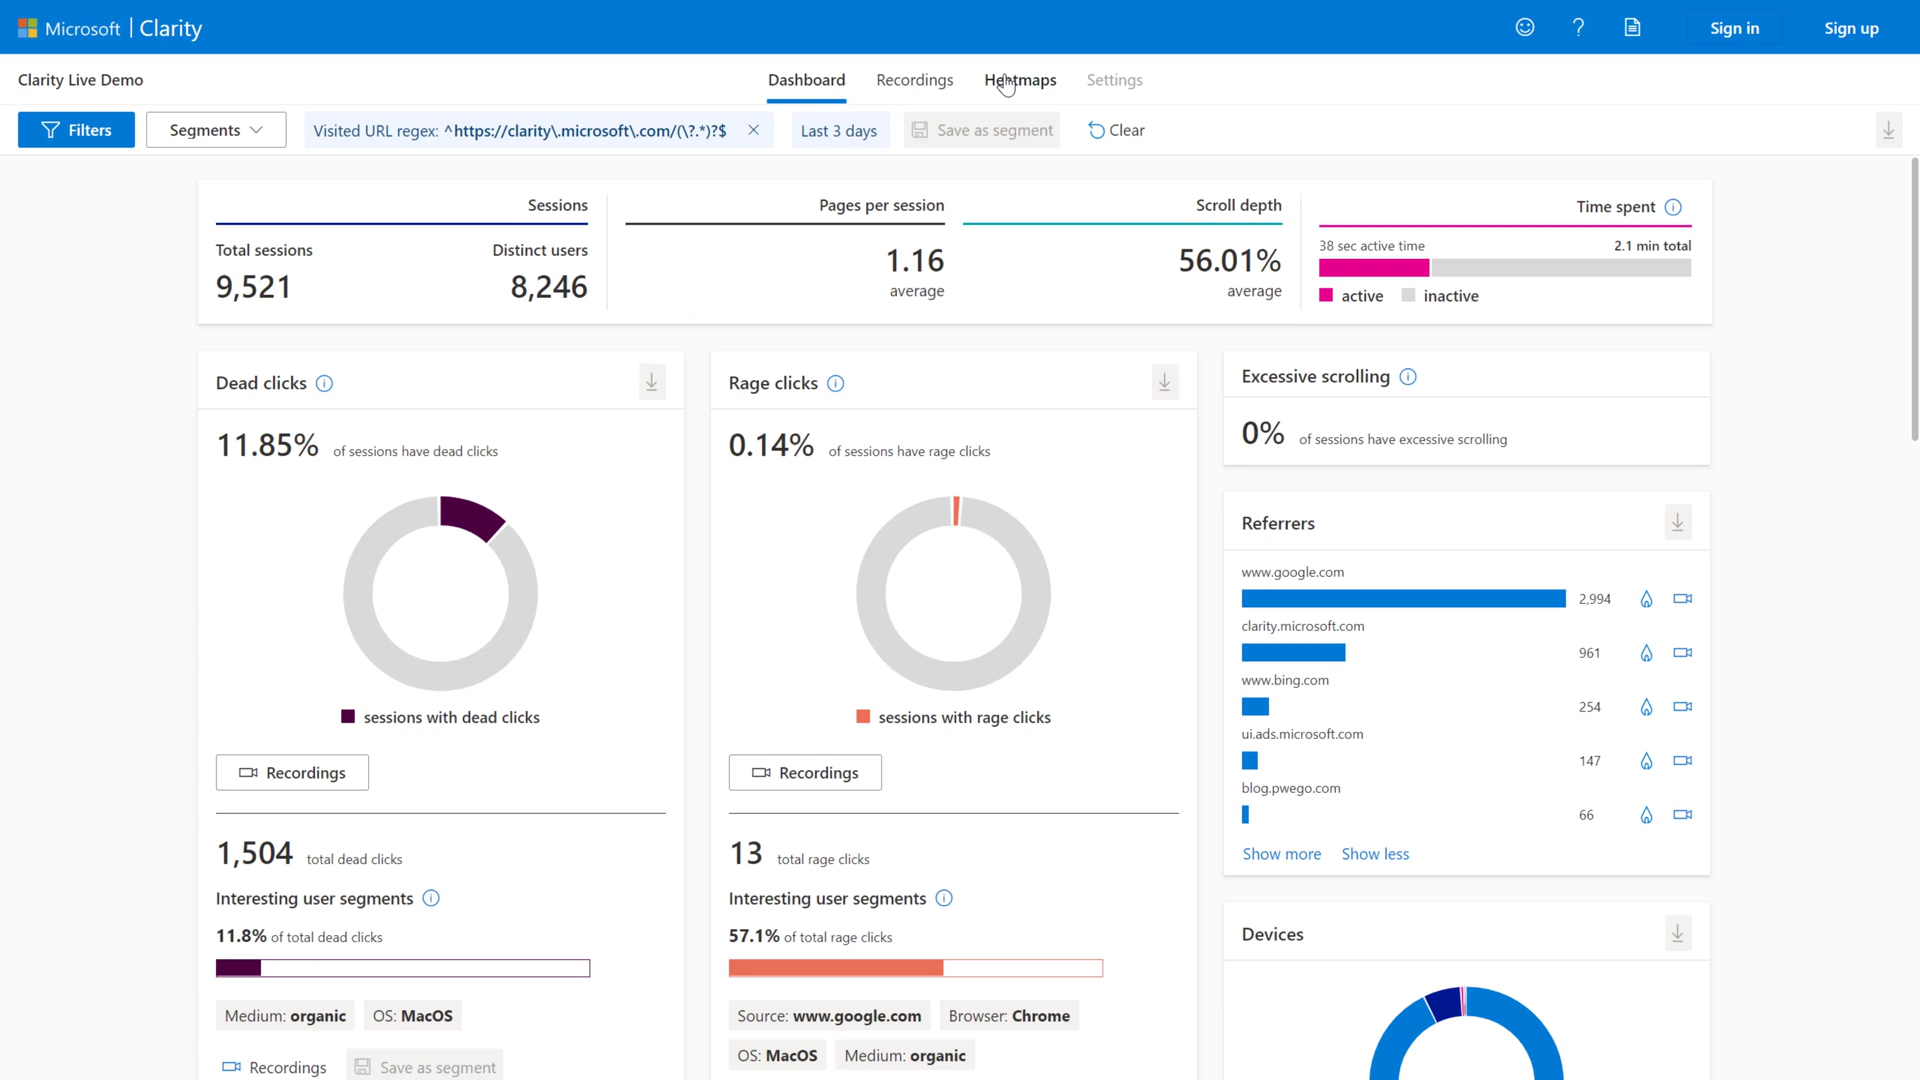 Microsoft | Clarity
? Sign in Sign up
Clarity Live Demo
Dashboard Recordings Heatmaps Settings
Filters Segments Visited URL regex: ^https://clarity\.microsoft\.com/(\?.*)?$ Last 3 days Save as segment Clear
Sessions
Total sessions Distinct users
9,521 8,246
Pages per session
1.16
average
Scroll depth
56.01%
average
Time spent
38 sec active time 2.1 min total
active inactive
Dead clicks
11.85% of sessions have dead clicks
sessions with dead clicks
Recordings
1,504 total dead clicks
Interesting user segments
11.8% of total dead clicks
Medium: organic OS: MacOS
Recordings Save as segment
Rage clicks
0.14% of sessions have rage clicks
sessions with rage clicks
Recordings
13 total rage clicks
Interesting user segments
57.1% of total rage clicks
Source: www.google.com Browser: Chrome
OS: MacOS Medium: organic
Excessive scrolling
0% of sessions have excessive scrolling
Referrers
www.google.com
2,994
clarity.microsoft.com
961
www.bing.com
254
ui.ads.microsoft.com
147
blog.pwego.com
66
Show more Show less
Devices